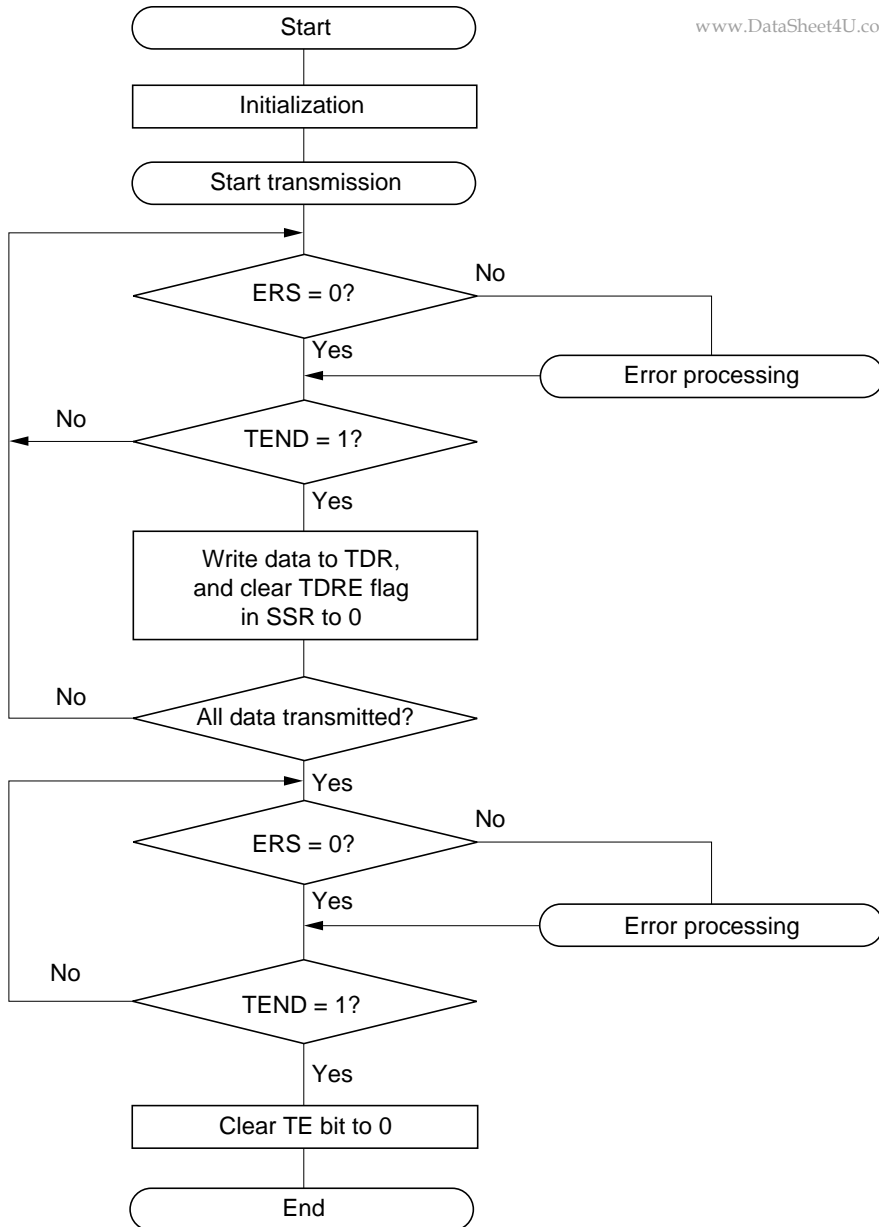 www.DataSheet4U.co
Start
Initialization
Start transmission
ERS = 0?
No
Yes
Error processing
No
TEND = 1?
Yes
Write data to TDR,
and clear TDRE flag
in SSR to 0
No
All data transmitted?
Yes
ERS = 0?
No
Yes
Error processing
No
TEND = 1?
Yes
Clear TE bit to 0
End